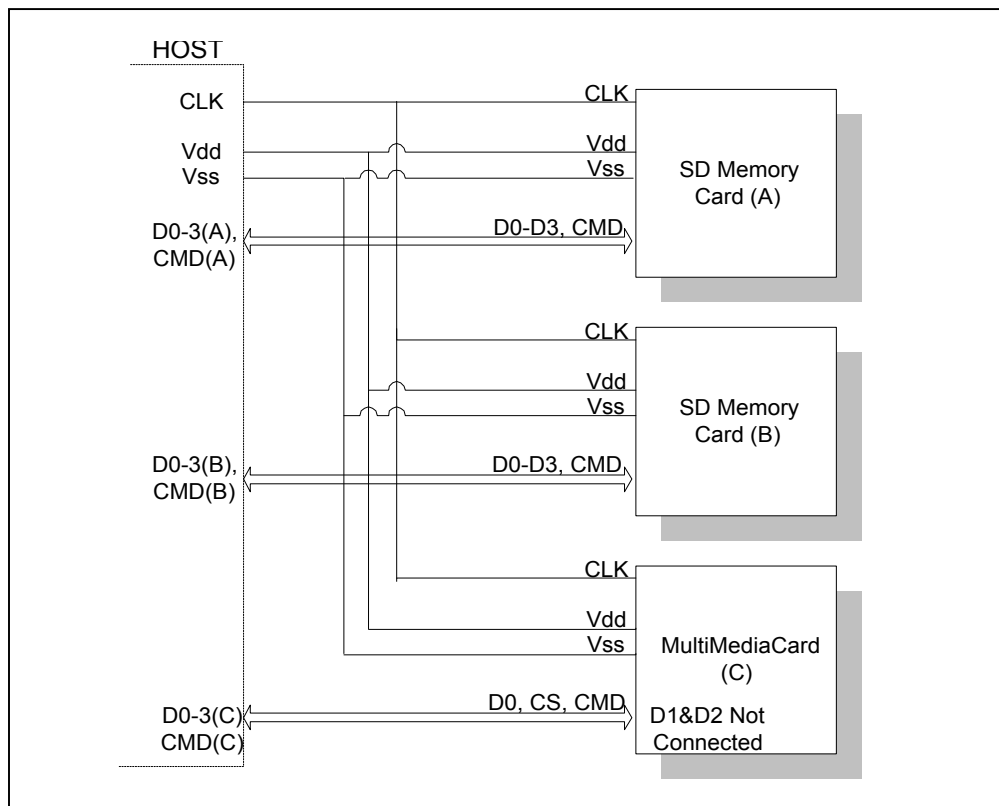 HOST
CLK
CLK
Vdd
Vss
Vdd
Vss
SD Memory
Card (A)
D0-3(A),
CMD(A)
D0-D3, CMD
CLK
Vdd
Vss
SD Memory
Card (B)
D0-3(B),
CMD(B)
D0-D3, CMD
CLK
Vdd
Vss
MultiMediaCard
(C)
D0-3(C)
CMD(C)
D0, CS, CMD
D1&D2 Not
Connected